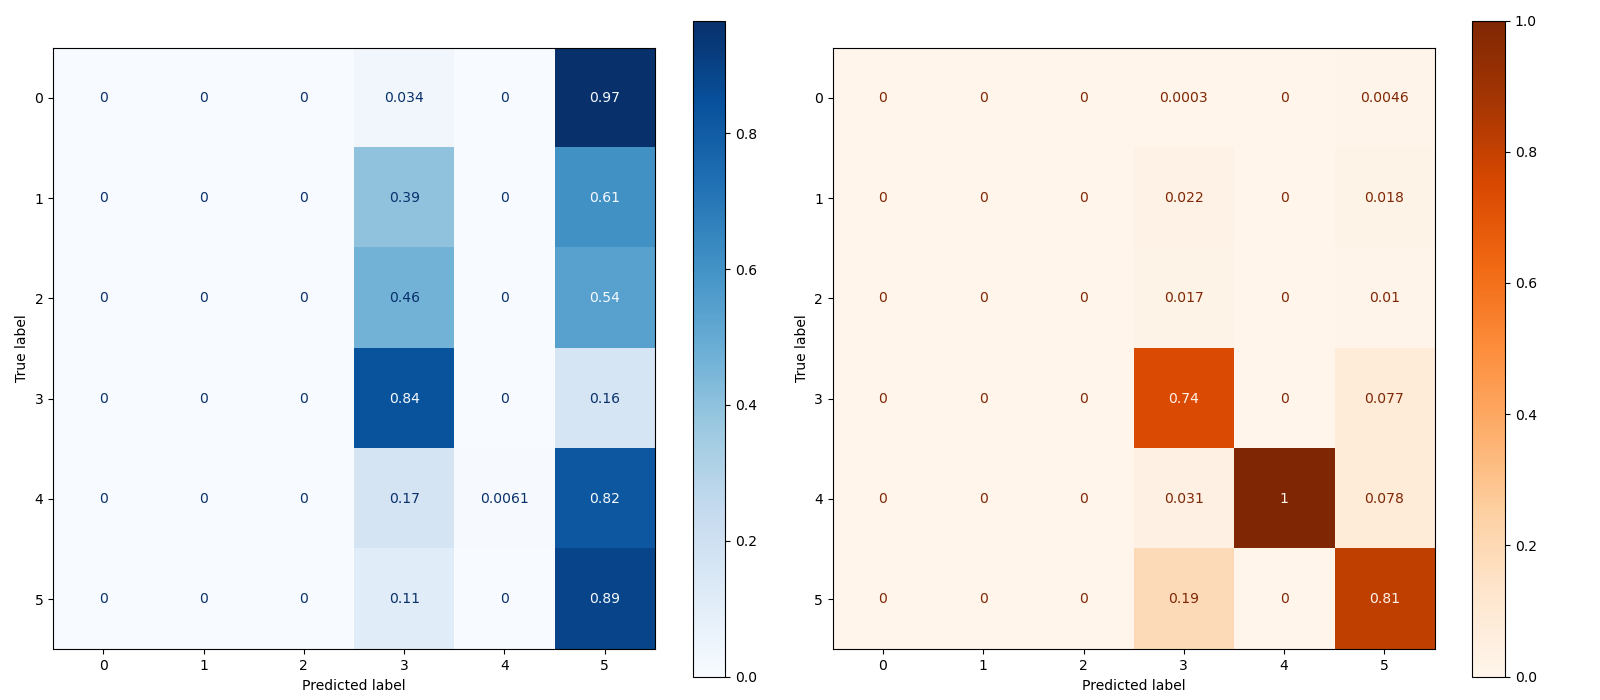 0 0 0 0 0.034 0 0.97
1 0 0 0 0.39 0 0.61
2 0 0 0 0.46 0 0.54
3 0 0 0 0.84 0 0.16
4 0 0 0 0.17 0.0061 0.82
5 0 0 0 0.11 0 0.89
0 1 2 3 4 5
True label
Predicted label
0.8
0.6
0.4
0.2
0.0
0 0 0 0 0.0003 0 0.0046
1 0 0 0 0.022 0 0.018
2 0 0 0 0.017 0 0.01
3 0 0 0 0.74 0 0.077
4 0 0 0 0.031 1 0.078
5 0 0 0 0.19 0 0.81
0 1 2 3 4 5
True label
Predicted label
1.0
0.8
0.6
0.4
0.2
0.0